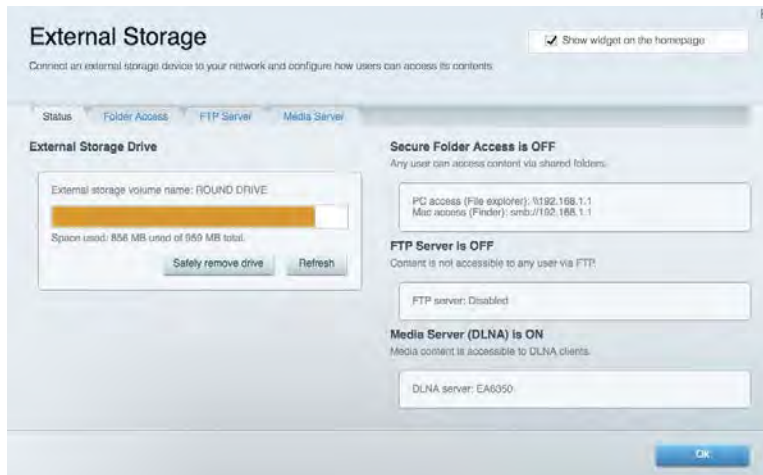 External Storage
Show widget on the homepage
Connect an external storage device to your network and configure how users can access its contents.
Status
Folder Access
FTP Server
Media Server
External Storage Drive
External storage volume name: ROUND DRIVE
Space used: 858 MB used of 959 MB total.
Safely remove drive
Refresh
Secure Folder Access is OFF
Any user can access content via shared folders.
PC access (File explorer): \\192.168.1.1
Mac access (Finder): smb://192.168.1.1
FTP Server is OFF
Content is not accessible to any user via FTP.
FTP server: Disabled
Media Server (DLNA) is ON
Media content is accessible to DLNA clients.
DLNA server: EA6350
Ok